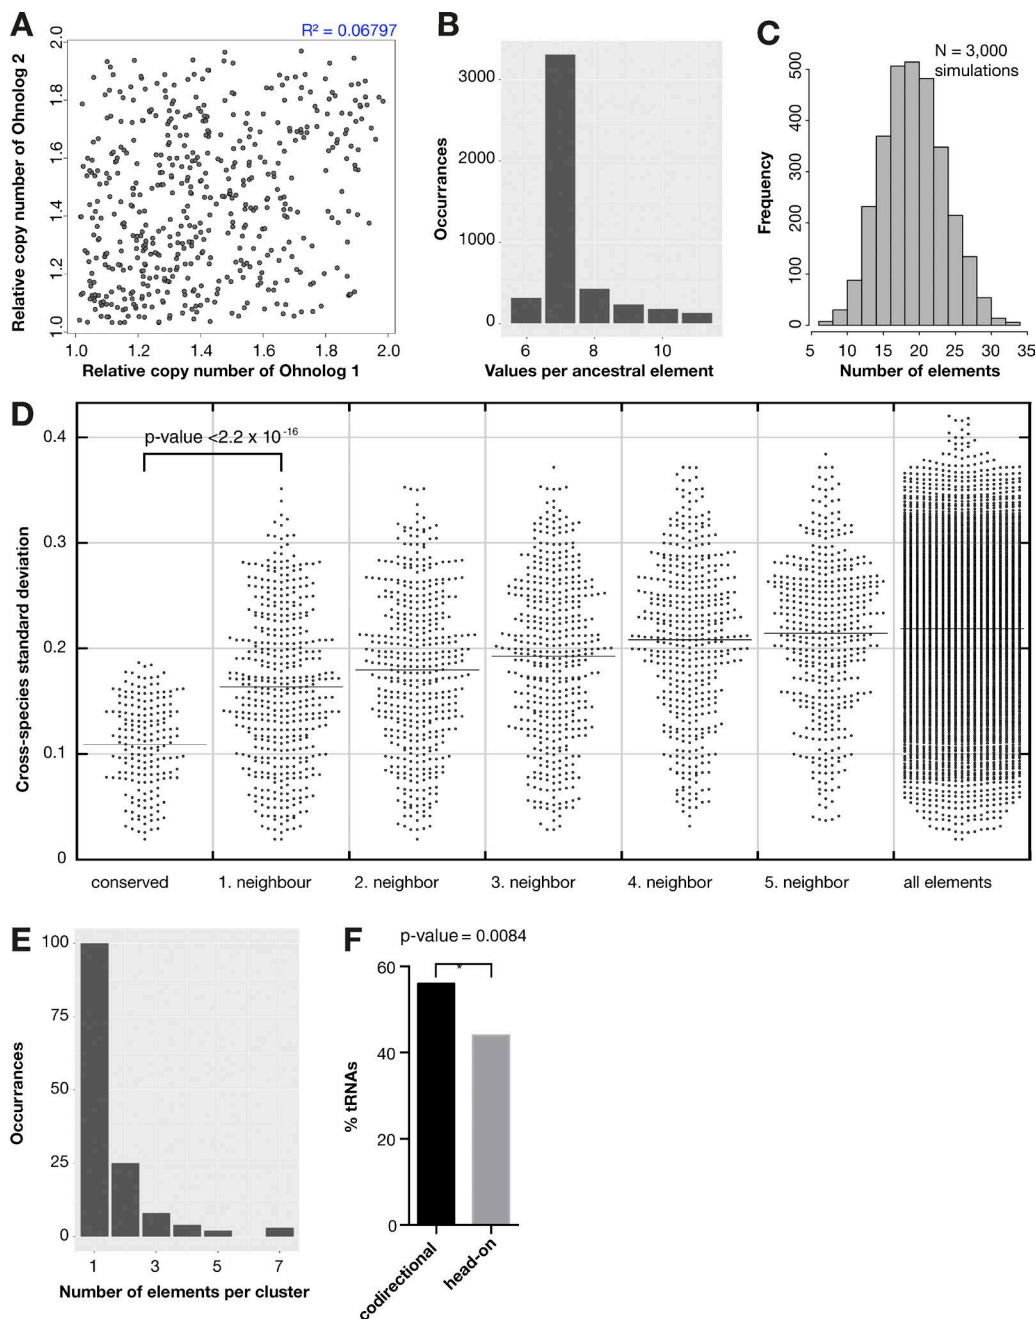 A
R² = 0.06797
Relative copy number of Ohnolog 2
2.0
1.8
1.6
1.4
1.2
1.0
1.0 1.2 1.4 1.6 1.8 2.0
Relative copy number of Ohnolog 1
B
Occurrances
3000
2000
1000
0
6 8 10
Values per ancestral element
C
N = 3,000
simulations
Frequency
500
400
300
200
100
0
5 10 15 20 25 30 35
Number of elements
D
p-value <2.2 x 10-16
Cross-species standard deviation
0.4
0.3
0.2
0.1
0
conserved 1. neighbour 2. neighbor 3. neighbor 4. neighbor 5. neighbor all elements
E
Occurrances
100
75
50
25
0
1 3 5 7
Number of elements per cluster
F
p-value = 0.0084
*
% tRNAs
60
40
20
0
codirectional
head-on